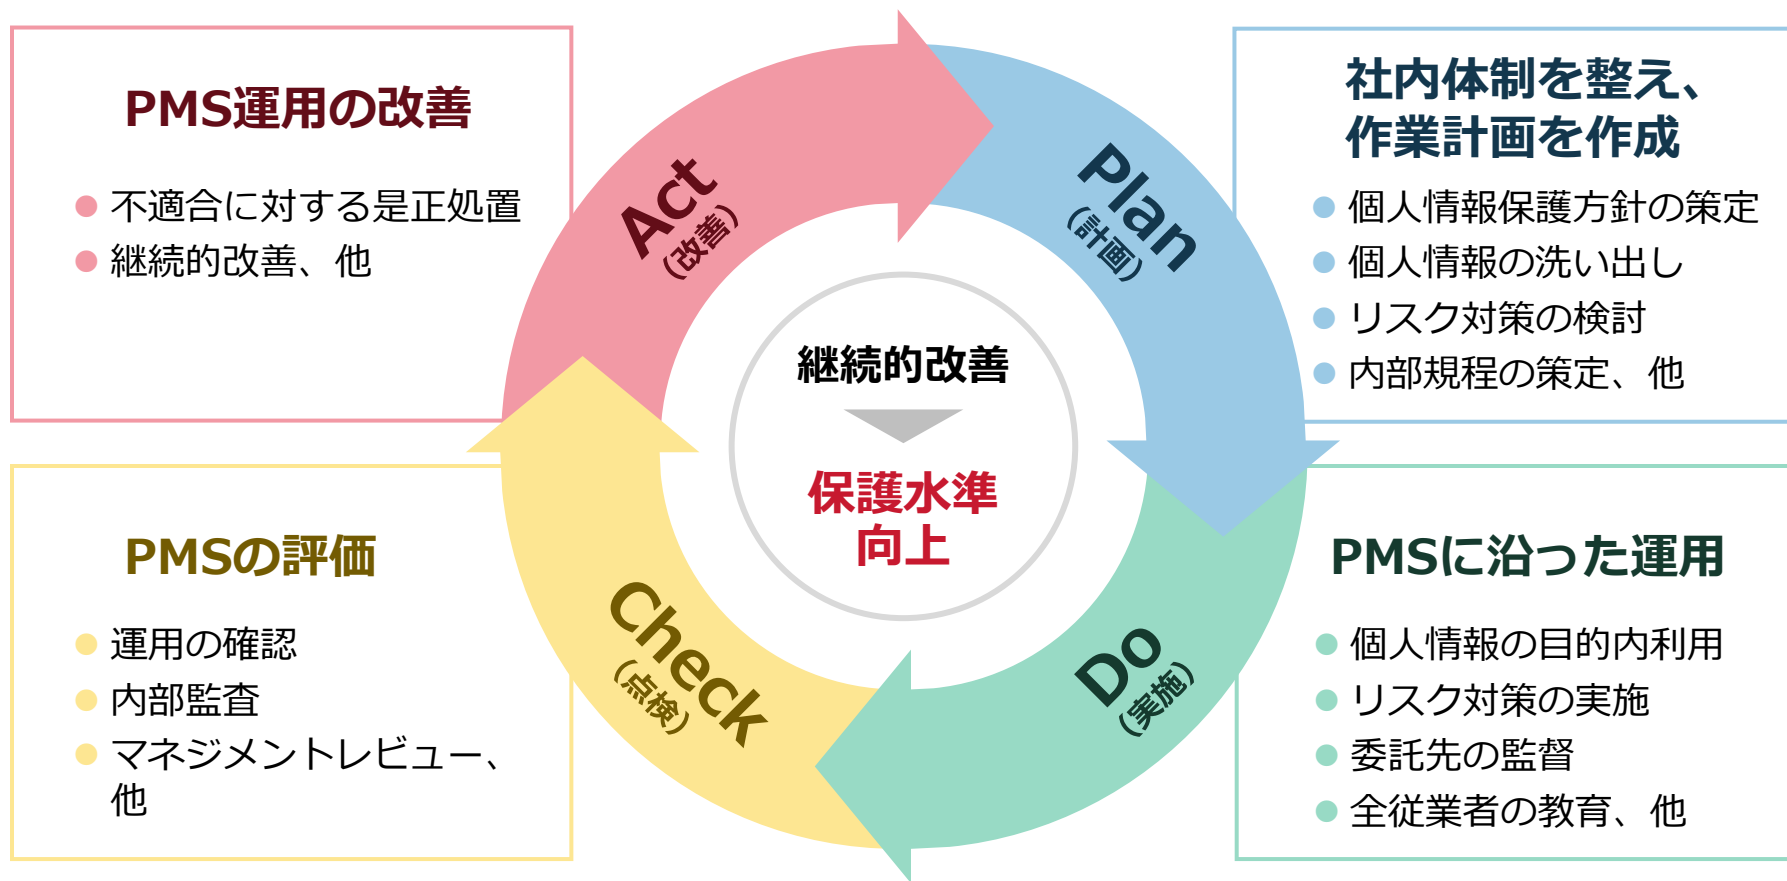 PMS運用の改善
不適合に対する是正処置
継続的改善、他
Act
(改善)
Plan
(計画)
社内体制を整え、
作業計画を作成
個人情報保護方針の策定
個人情報の洗い出し
リスク対策の検討
内部規程の策定、他
継続的改善
保護水準
向上
PMSの評価
運用の確認
内部監査
マネジメントレビュー、
他
Check
(点検)
Do
(実施)
PMSに沿った運用
個人情報の目的内利用
リスク対策の実施
委託先の監督
全従業者の教育、他